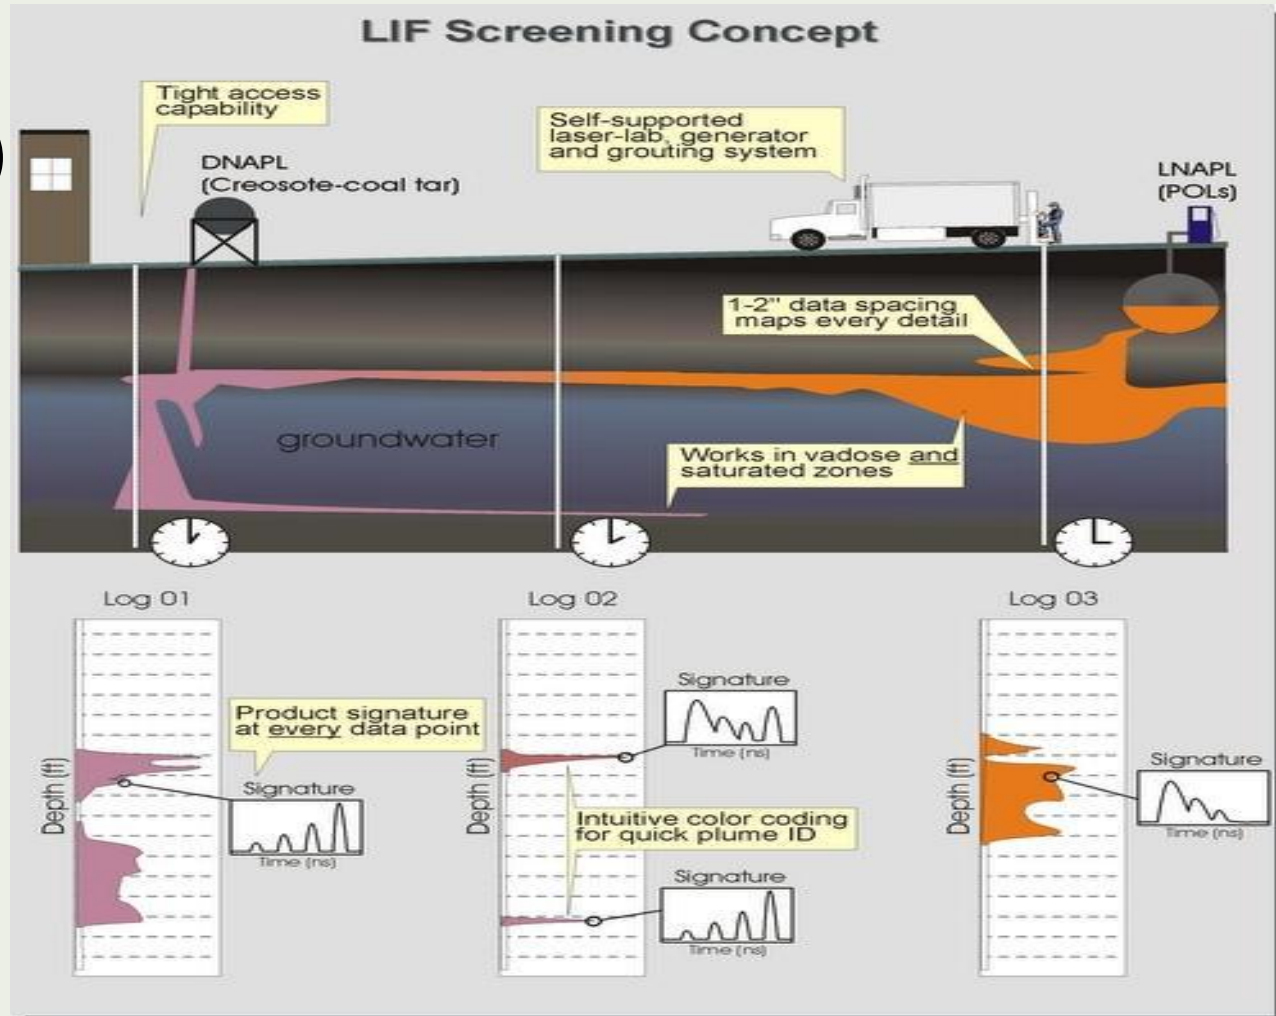 LIF Screening Concept
Tight access
capability
Self-supported
laser-lab, generator
and grouting system
DNAPL
(Creosote-coal tar)
LNAPL
(POLs)
1-2" data spacing
maps every detail
groundwater
Works in vadose and
saturated zones
Log 01
Log 02
Log 03
Depth (ft)
Product signature
at every data point
Signature
Time (ns)
Depth (ft)
Signature
Time (ns)
Intuitive color coding
for quick plume ID
Signature
Time (ns)
Depth (ft)
Signature
Time (ns)